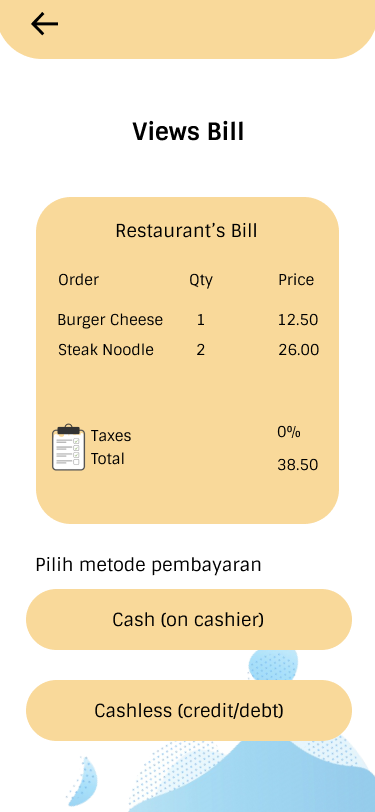 Views Bill
Restaurant’s Bill
Order Qty Price
Burger Cheese 1 12.50
Steak Noodle 2 26.00
Taxes 0%
Total 38.50
Pilih metode pembayaran
Cash (on cashier)
Cashless (credit/debt)